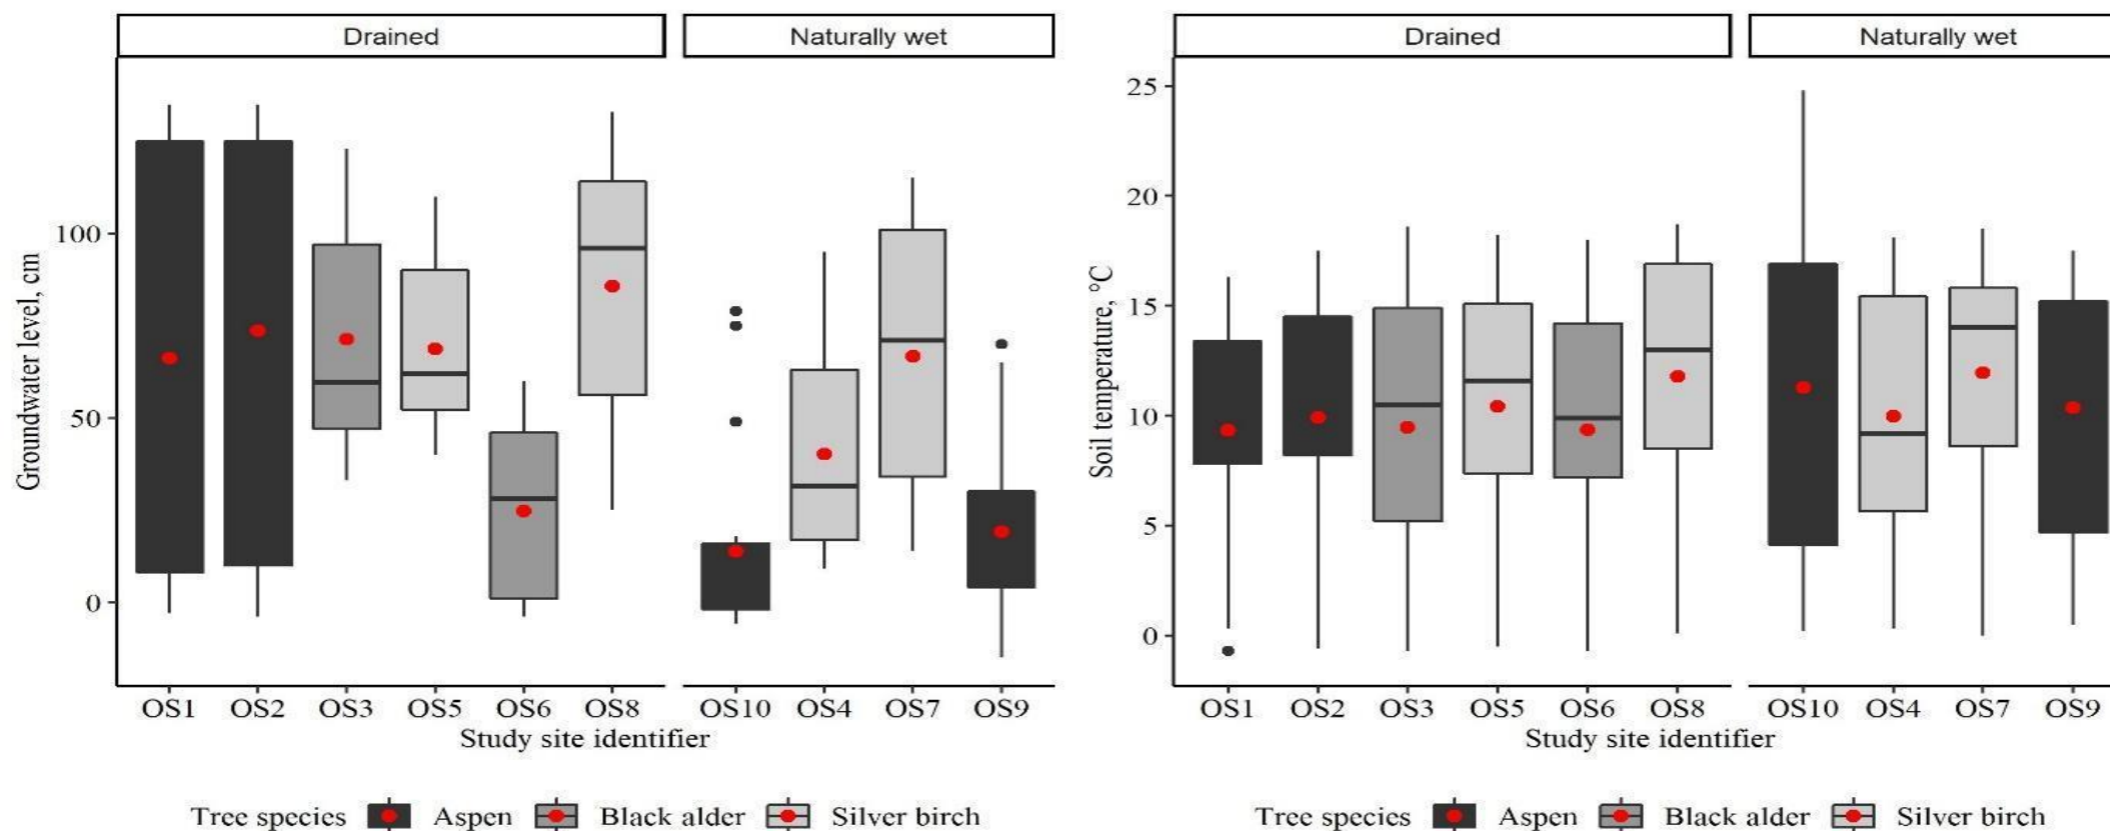 Drained
Naturally wet
Groundwater level, cm
100
50
0
OS1 OS2 OS3 OS5 OS6 OS8 OS10 OS4 OS7 OS9
Study site identifier
Tree species Aspen Black alder Silver birch
Drained
Naturally wet
Soil temperature, °C
25
20
15
10
5
0
OS1 OS2 OS3 OS5 OS6 OS8 OS10 OS4 OS7 OS9
Study site identifier
Tree species Aspen Black alder Silver birch